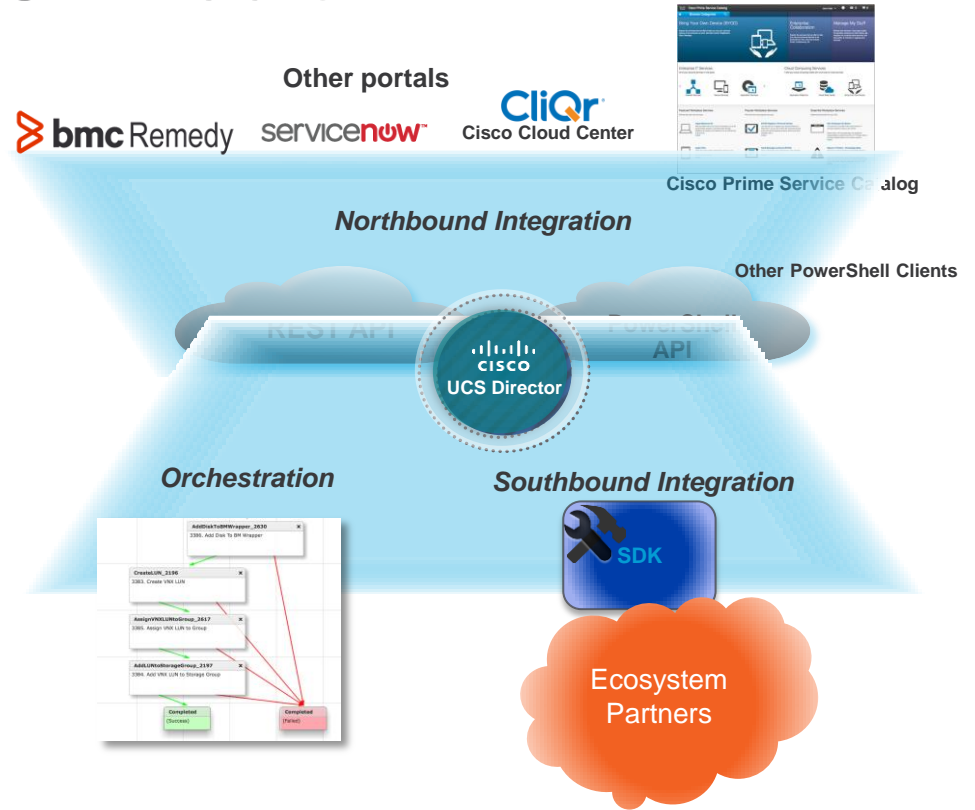 Other portals
bmc Remedy
servicenow™
CliQr
Cisco Cloud Center
Cisco Prime Service Catalog
Northbound Integration
Other PowerShell Clients
REST API
PowerShell
API
CISCO
UCS Director
Orchestration
Southbound Integration
AddDiskToBMWrapper_2630 x
3386. Add Disk To BM Wrapper
CreateLUN_2196 x
3383. Create VNX LUN
AssignVNXLUNtoGroup_2617 x
3385. Assign VNX LUN to Group
AddLUNtoStorageGroup_2197 x
3384. Add VNX LUN to Storage Group
Completed
(Success)
Completed
(Failed)
SDK
Ecosystem
Partners